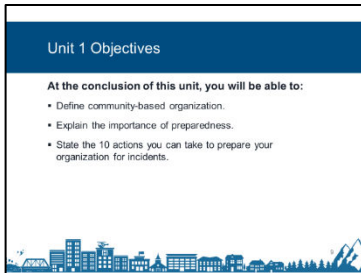 Unit 1 Objectives
At the conclusion of this unit, you will be able to:
▪ Define community-based organization.
▪ Explain the importance of preparedness.
▪ State the 10 actions you can take to prepare your
organization for incidents.